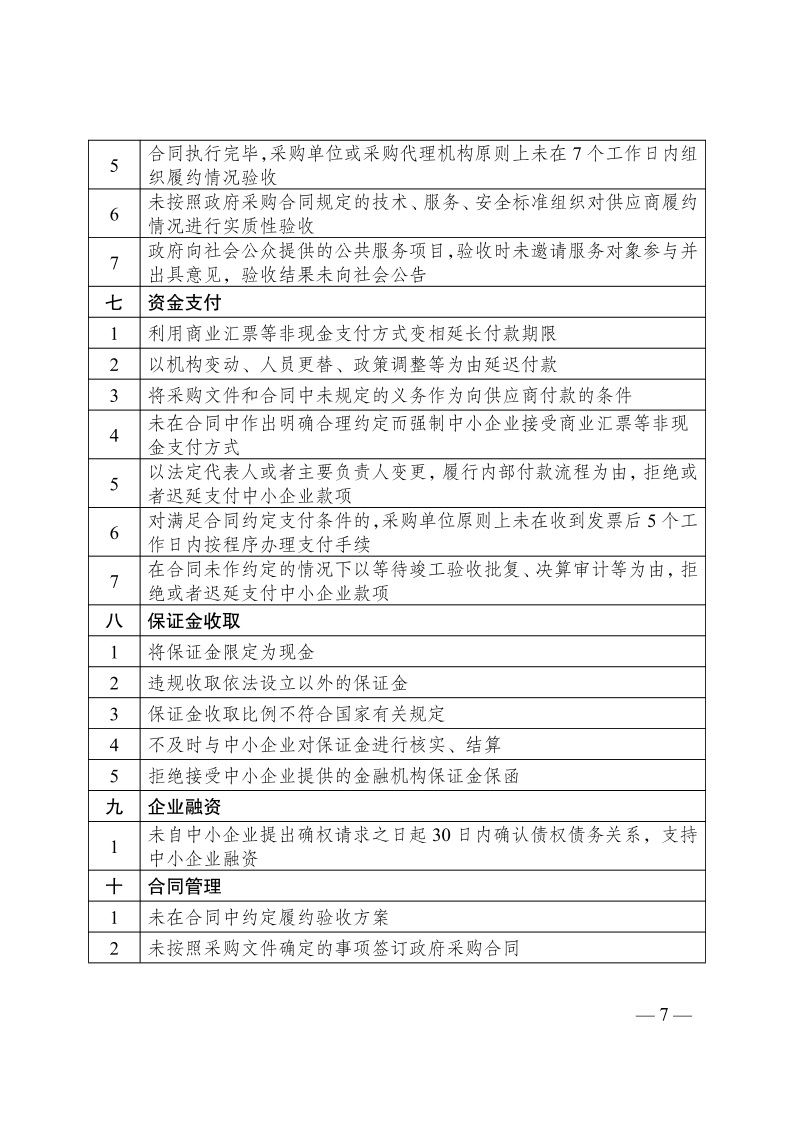 5 合同执行完毕,采购单位或采购代理机构原则上未在 7 个工作日内组
织履约情况验收
6 未按照政府采购合同规定的技术、服务、安全标准组织对供应商履约
情况进行实质性验收
7 政府向社会公众提供的公共服务项目,验收时未邀请服务对象参与并
出具意见，验收结果未向社会公告
七 资金支付
1 利用商业汇票等非现金支付方式变相延长付款期限
2 以机构变动、人员更替、政策调整等为由延迟付款
3 将采购文件和合同中未规定的义务作为向供应商付款的条件
4 未在合同中作出明确合理约定而强制中小企业接受商业汇票等非现
金支付方式
5 以法定代表人或者主要负责人变更，履行内部付款流程为由，拒绝或
者迟延支付中小企业款项
6 对满足合同约定支付条件的,采购单位原则上未在收到发票后 5 个工
作日内按程序办理支付手续
7 在合同未作约定的情况下以等待竣工验收批复、决算审计等为由，拒
绝或者迟延支付中小企业款项
八 保证金收取
1 将保证金限定为现金
2 违规收取依法设立以外的保证金
3 保证金收取比例不符合国家有关规定
4 不及时与中小企业对保证金进行核实、结算
5 拒绝接受中小企业提供的金融机构保证金保函
九 企业融资
1 未自中小企业提出确权请求之日起 30 日内确认债权债务关系，支持
中小企业融资
十 合同管理
1 未在合同中约定履约验收方案
2 未按照采购文件确定的事项签订政府采购合同
— 7 —